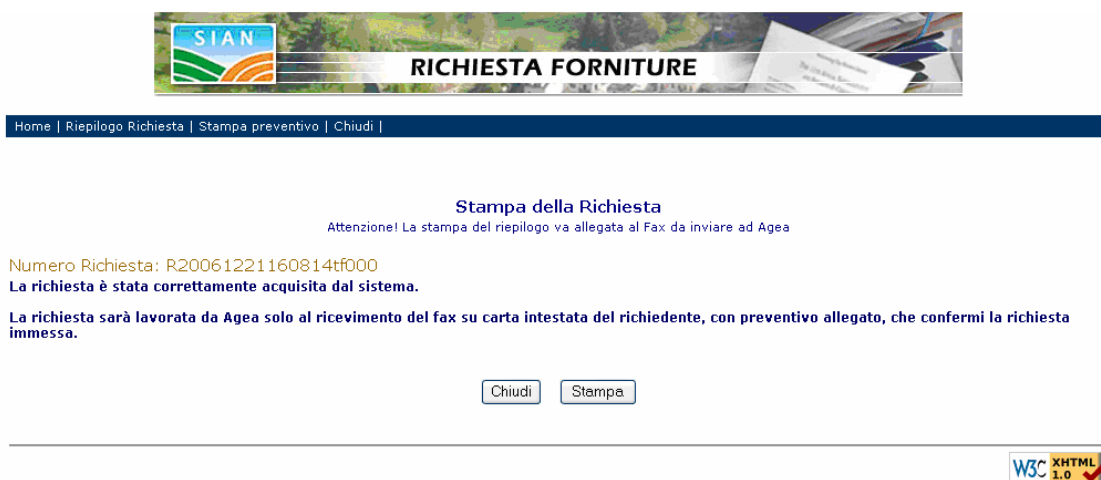 SIAN
RICHIESTA FORNITURE
Home | Riepilogo Richiesta | Stampa preventivo | Chiudi |
Stampa della Richiesta
Attenzione! La stampa del riepilogo va allegata al Fax da inviare ad Agea
Numero Richiesta: R20061221160814tf000
La richiesta è stata correttamente acquisita dal sistema.
La richiesta sarà lavorata da Agea solo al ricevimento del fax su carta intestata del richiedente, con preventivo allegato, che confermi la richiesta
immessa.
Chiudi Stampa
W3C XHTML
1.0